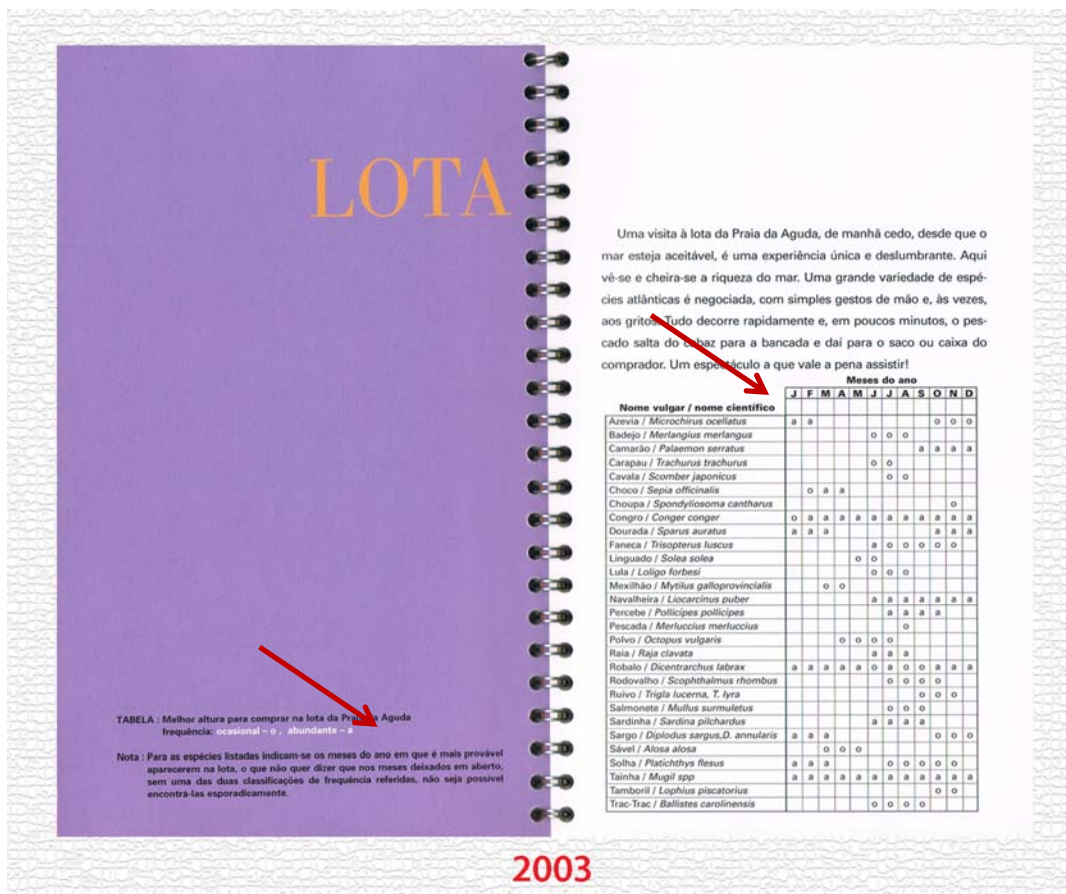 LOTA
TABELA : Melhor altura para comprar na lota da Praia da Aguda
frequência: ocasional – o , abundante – a
Nota : Para as espécies listadas indicam-se os meses do ano em que é mais provável
aparecerem na lota, o que não quer dizer que nos meses deixados em aberto,
sem uma das duas classificações de frequência referidas, não seja possível
encontrá-las esporadicamente.
Uma visita à lota da Praia da Aguda, de manhã cedo, desde que o
mar esteja aceitável, é uma experiência única e deslumbrante. Aqui
vê-se e cheira-se a riqueza do mar. Uma grande variedade de espé-
cies atlânticas é negociada, com simples gestos de mão e, às vezes,
aos gritos. Tudo decorre rapidamente e, em poucos minutos, o pes-
cado salta do cabaz para a bancada e daí para o saco ou caixa do
comprador. Um espectáculo a que vale a pena assistir!
Meses do ano
J F M A M J J A S O N D
Nome vulgar / nome científico
Azevia / Microchirus ocellatus a a o o o
Badejo / Merlangius merlangus o o o
Camarão / Palaemon serratus a a a a
Carapau / Trachurus trachurus o o
Cavala / Scomber japonicus o o
Choco / Sepia officinalis o a a
Choupa / Spondyliosoma cantharus o
Congro / Conger conger o a a a a a a a a a a a
Dourada / Sparus auratus a a a a a a
Faneca / Trisopterus luscus a o o o o o
Linguado / Solea solea o o
Lula / Loligo forbesi o o o
Mexilhão / Mytilus galloprovincialis o o
Navalheira / Liocarcinus puber a a a a a a a
Percebe / Pollicipes pollicipes a a a a
Pescada / Merluccius merluccius o
Polvo / Octopus vulgaris o o o o
Raia / Raja clavata a a a
Robalo / Dicentrarchus labrax a a a a a o a o o a a a
Rodovalho / Scophthalmus rhombus o o o o
Ruivo / Trigla lucerna, T. lyra o o o
Salmonete / Mullus surmuletus o o o
Sardinha / Sardina pilchardus a a a a
Sargo / Diplodus sargus,D. annularis a a a o o o
Sável / Alosa alosa o o o
Solha / Platichthys flesus a a a o o o o o
Tainha / Mugil spp a a a a a a a a a a a a
Tamboril / Lophius piscatorius o o
Trac-Trac / Ballistes carolinensis o o o o
2003